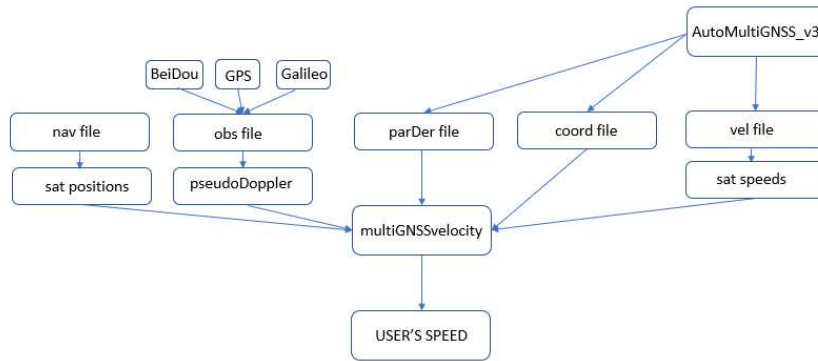 AutoMultiGNSS_v3
BeiDou
GPS
Galileo
nav file
obs file
parDer file
coord file
vel file
sat positions
pseudoDoppler
sat speeds
multiGNSSvelocity
USER'S SPEED